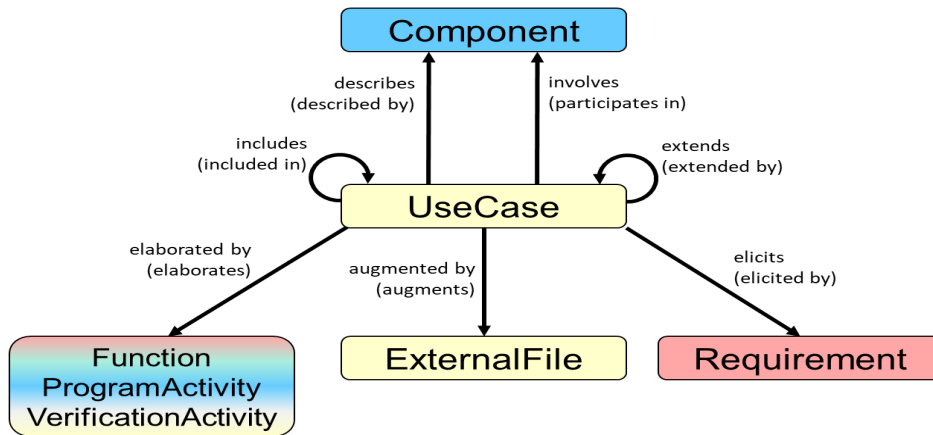 Component
describes
(described by)
involves
(participates in)
includes
(included in)
extends
(extended by)
UseCase
elaborated by
(elaborates)
augmented by
(augments)
elicits
(elicited by)
Function
ProgramActivity
VerificationActivity
ExternalFile
Requirement